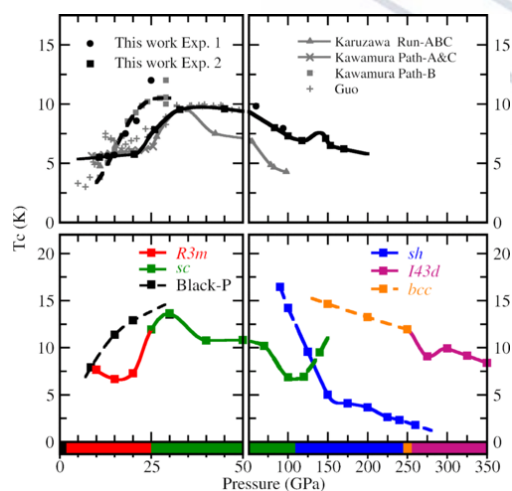 This work Exp. 1
This work Exp. 2
Karuzawa Run-ABC
Kawamura Path-A&C
Kawamura Path-B
Guo
15
10
5
0
15
10
5
0
Tc (K)
R3m
sc
Black-P
sh
I43d
bcc
20
15
10
5
0
20
15
10
5
0
0
25
50
100
150
200
250
300
350
Pressure (GPa)